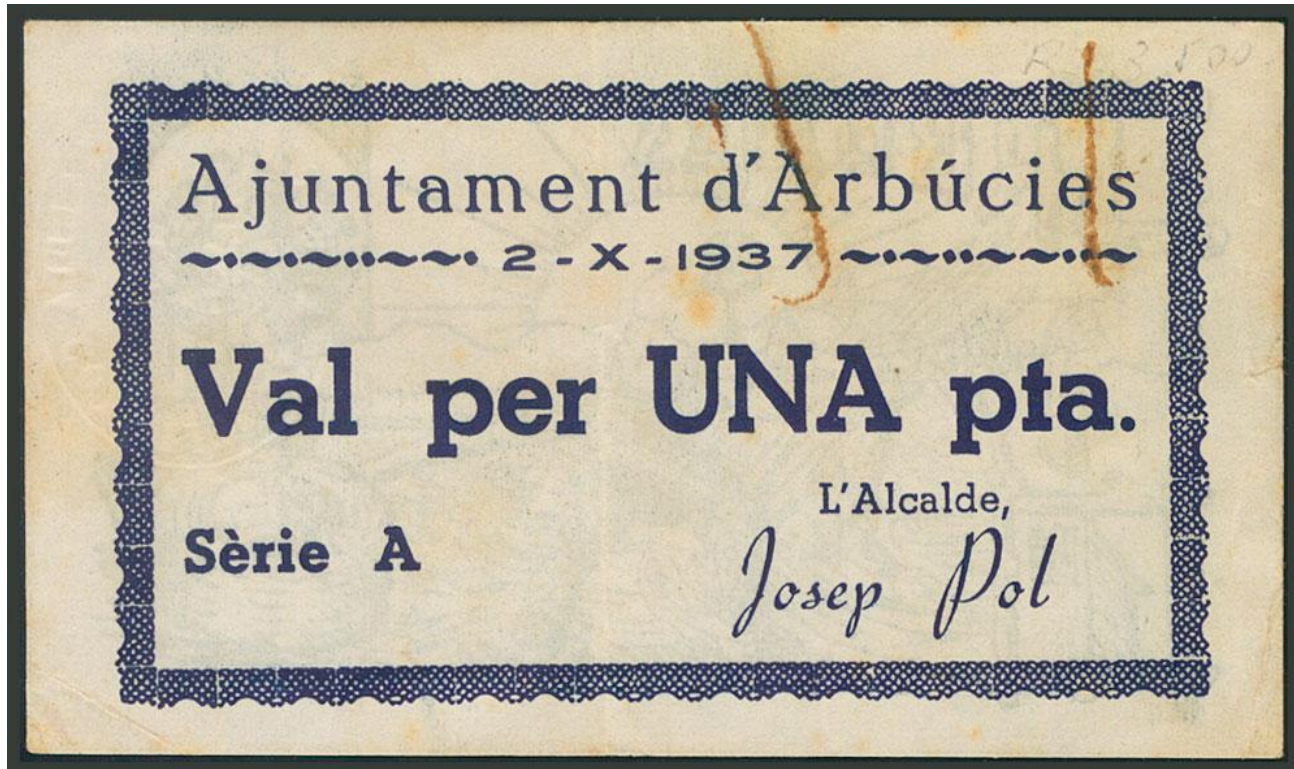 Ajuntament d'Arbúcies
2 - X - 1937
Val per UNA pta.
L'Alcalde,
Sèrie A
Josep Pol